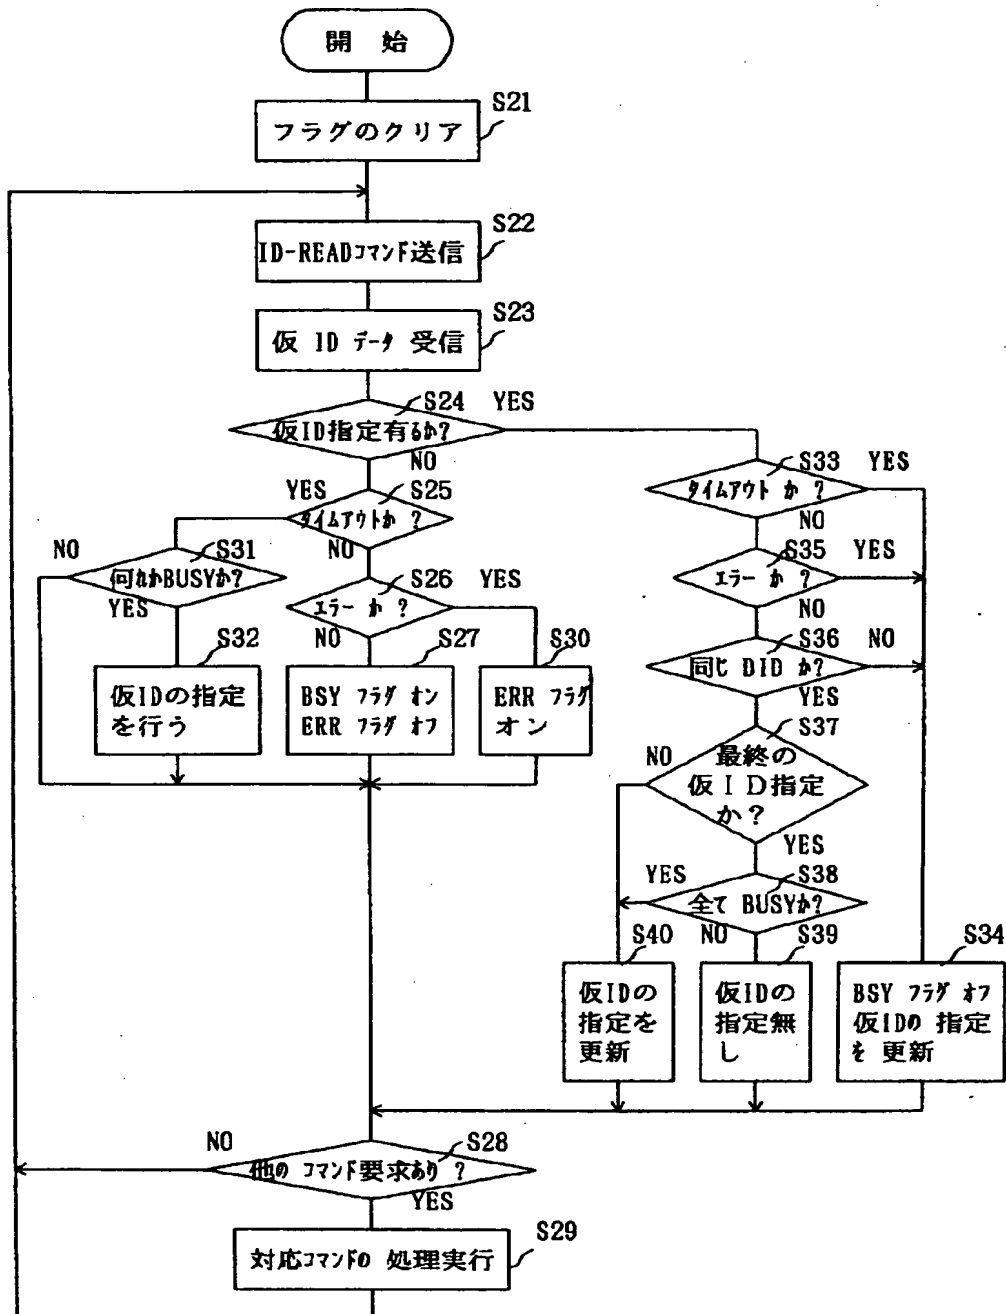 開 始
S21
フラグのクリア
S22
ID-READコマンド送信
S23
仮 ID データ 受信
S24
YES
仮ID指定有るか?
NO
S33
YES
タイムアウト か ?
NO
YES
S25
タイムアウトか ?
NO
NO
S31
何れかBUSYか?
YES
S35
YES
エラー か ?
NO
S26
YES
エラー か ?
NO
S36
NO
同じ DID か?
YES
S32
仮IDの指定
を行う
S27
BSY フラグ オン
ERR フラグ オフ
S30
ERR フラグ
オン
S37
NO
最終の
仮ID指定
か?
YES
S38
YES
全て BUSYか?
NO
S40
仮IDの
指定を
更新
S39
仮IDの
指定無
し
S34
BSY フラグ オフ
仮IDの 指定
を 更新
NO
S28
他の コマンド要求あり ?
YES
S29
対応コマンドの 処理実行